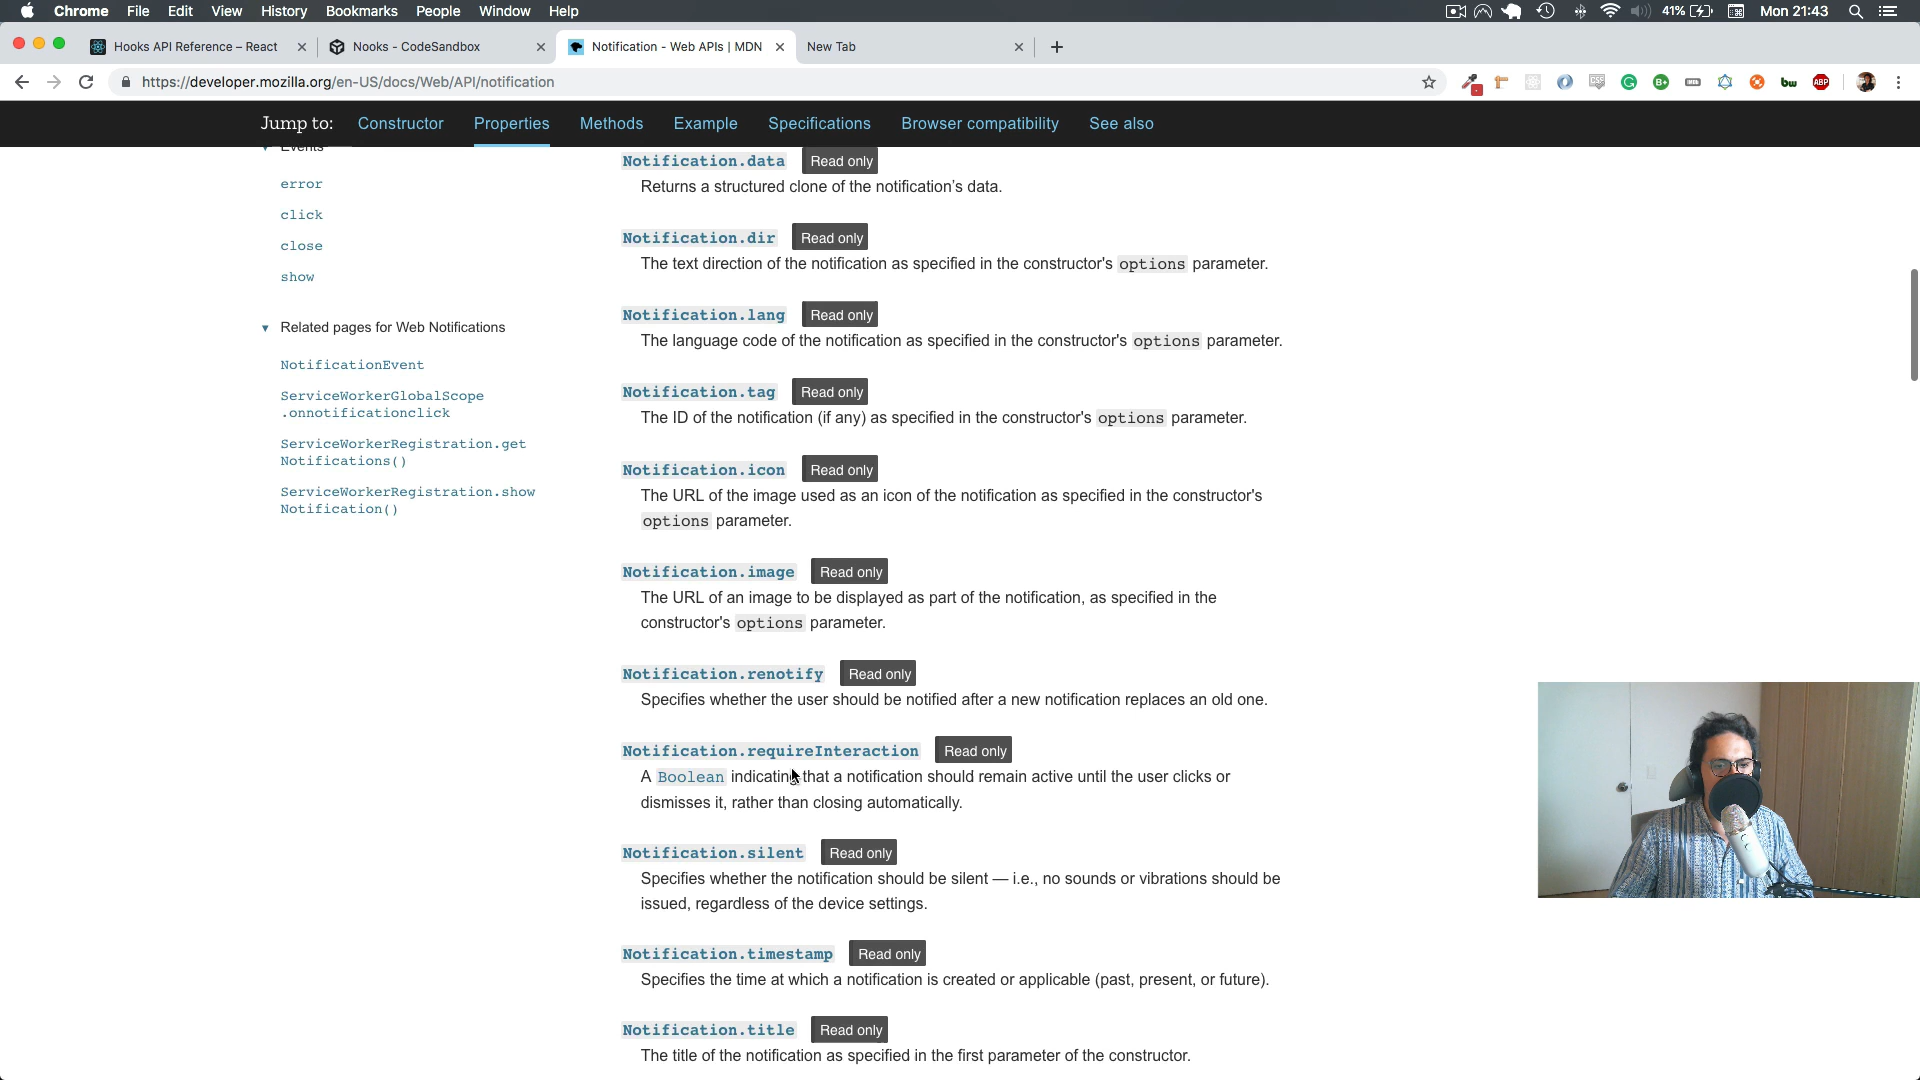 Chrome File Edit View History Bookmarks People Window Help 41% Mon 21:43
Hooks API Reference – React Nooks - CodeSandbox Notification - Web APIs | MDN New Tab
https://developer.mozilla.org/en-US/docs/Web/API/notification
Jump to: Constructor Properties Methods Example Specifications Browser compatibility See also
Events
error
click
close
show
Related pages for Web Notifications
NotificationEvent
ServiceWorkerGlobalScope
.onnotificationclick
ServiceWorkerRegistration.get
Notifications()
ServiceWorkerRegistration.show
Notification()
Notification.data Read only
Returns a structured clone of the notification’s data.
Notification.dir Read only
The text direction of the notification as specified in the constructor's options parameter.
Notification.lang Read only
The language code of the notification as specified in the constructor's options parameter.
Notification.tag Read only
The ID of the notification (if any) as specified in the constructor's options parameter.
Notification.icon Read only
The URL of the image used as an icon of the notification as specified in the constructor's
options parameter.
Notification.image Read only
The URL of an image to be displayed as part of the notification, as specified in the
constructor's options parameter.
Notification.renotify Read only
Specifies whether the user should be notified after a new notification replaces an old one.
Notification.requireInteraction Read only
A Boolean indicating that a notification should remain active until the user clicks or
dismisses it, rather than closing automatically.
Notification.silent Read only
Specifies whether the notification should be silent — i.e., no sounds or vibrations should be
issued, regardless of the device settings.
Notification.timestamp Read only
Specifies the time at which a notification is created or applicable (past, present, or future).
Notification.title Read only
The title of the notification as specified in the first parameter of the constructor.